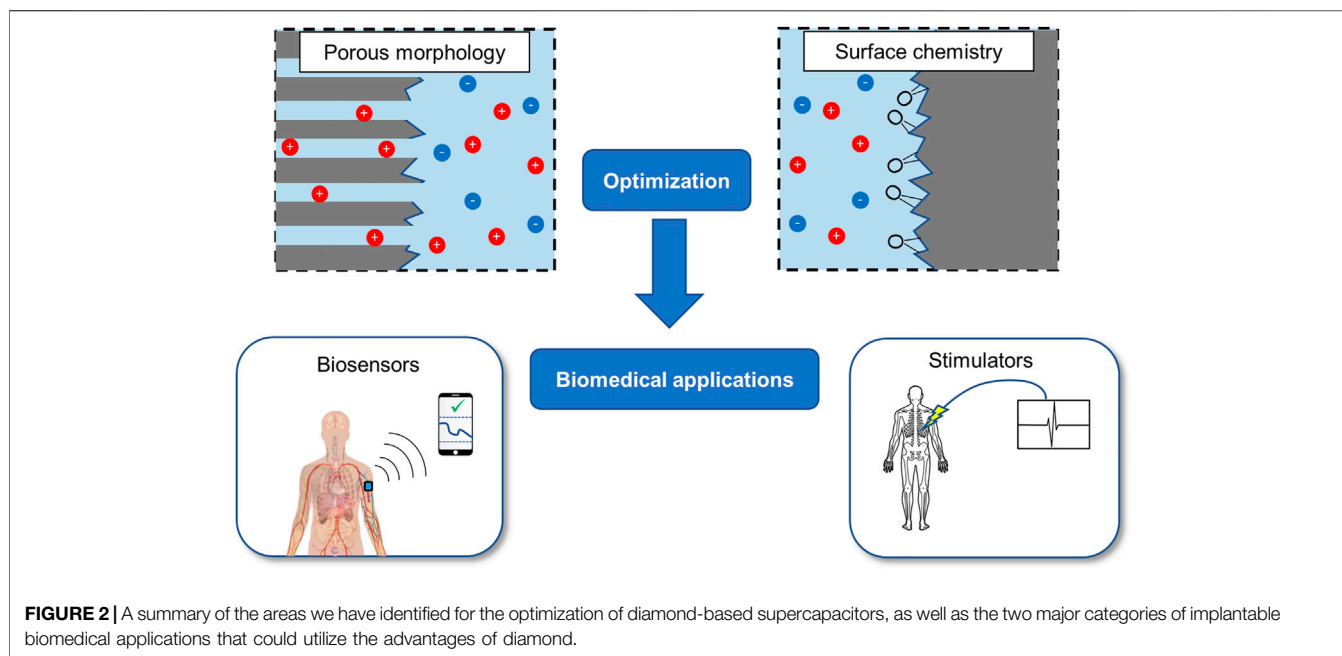 Porous morphology
Surface chemistry
Optimization
Biosensors
Biomedical applications
Stimulators
FIGURE 2 | A summary of the areas we have identified for the optimization of diamond-based supercapacitors, as well as the two major categories of implantable
biomedical applications that could utilize the advantages of diamond.